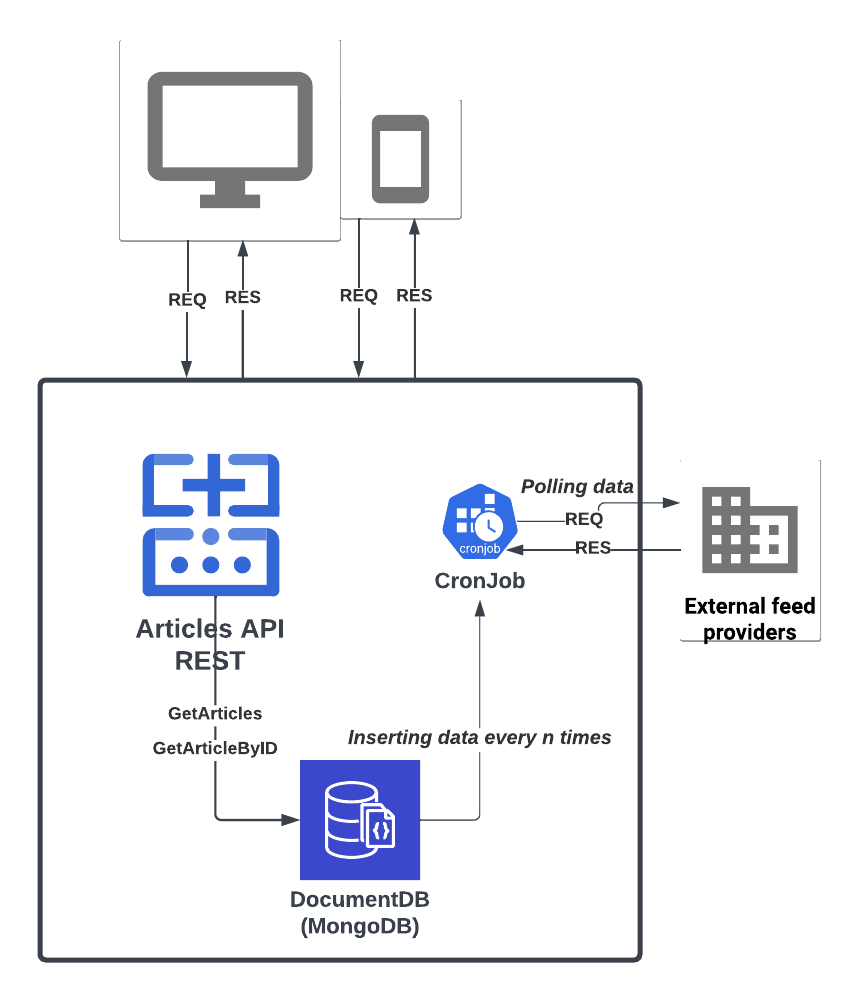 REQ
RES
REQ
RES
Polling data
REQ
RES
cronjob
CronJob
External feed
providers
Articles API
REST
GetArticles
GetArticleByID
Inserting data every n times
DocumentDB
(MongoDB)